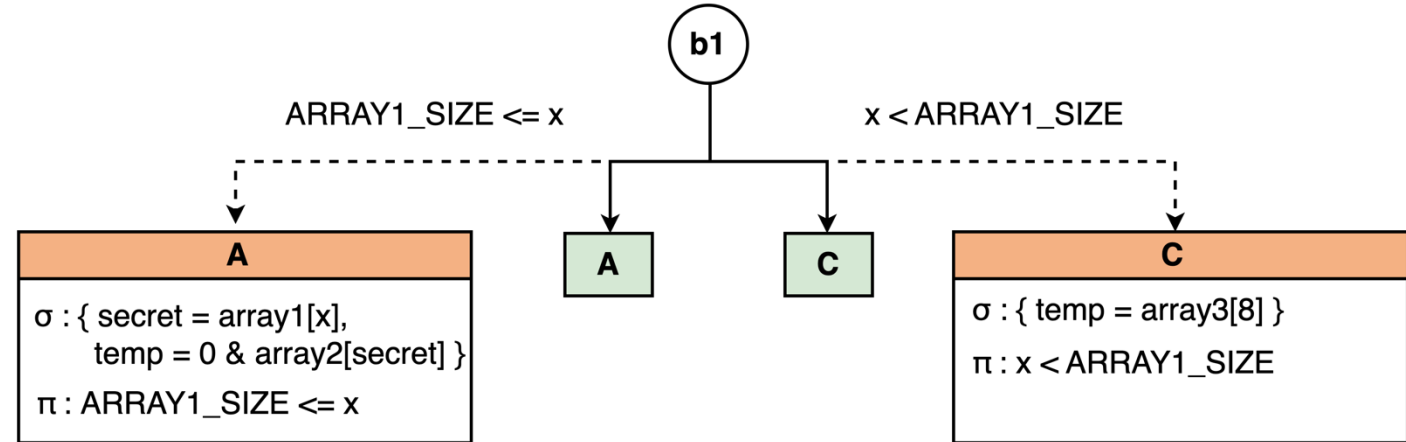 b1
ARRAY1_SIZE <= x
x < ARRAY1_SIZE
A
A
C
C
σ : { secret = array1[x],
temp = 0 & array2[secret] }
π : ARRAY1_SIZE <= x
σ : { temp = array3[8] }
π : x < ARRAY1_SIZE